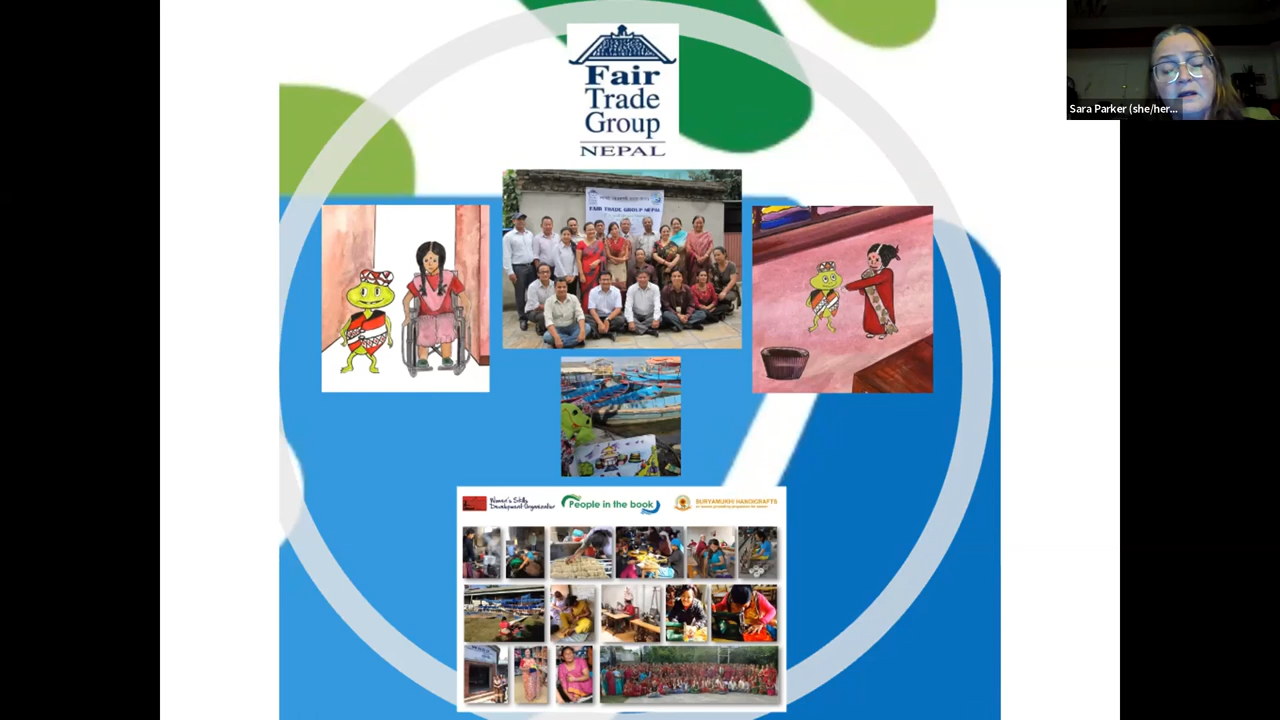 Fair
Trade
Group
NEPAL
Sara Parker (she/her...
FAIR TRADE GROUP NEPAL
Women's Skills
Development Organization
People in the book
SURYAMUKHI HANDICRAFTS